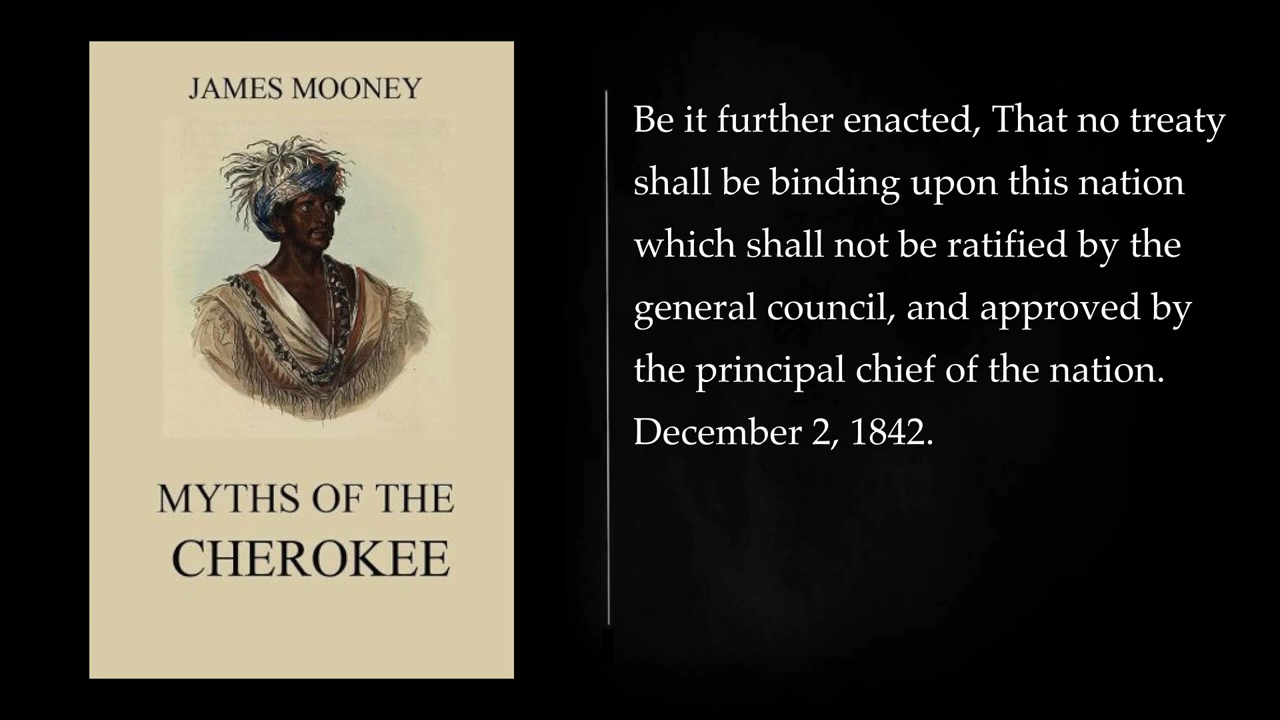 JAMES MOONEY
MYTHS OF THE
CHEROKEE
Be it further enacted, That no treaty
shall be binding upon this nation
which shall not be ratified by the
general council, and approved by
the principal chief of the nation.
December 2, 1842.